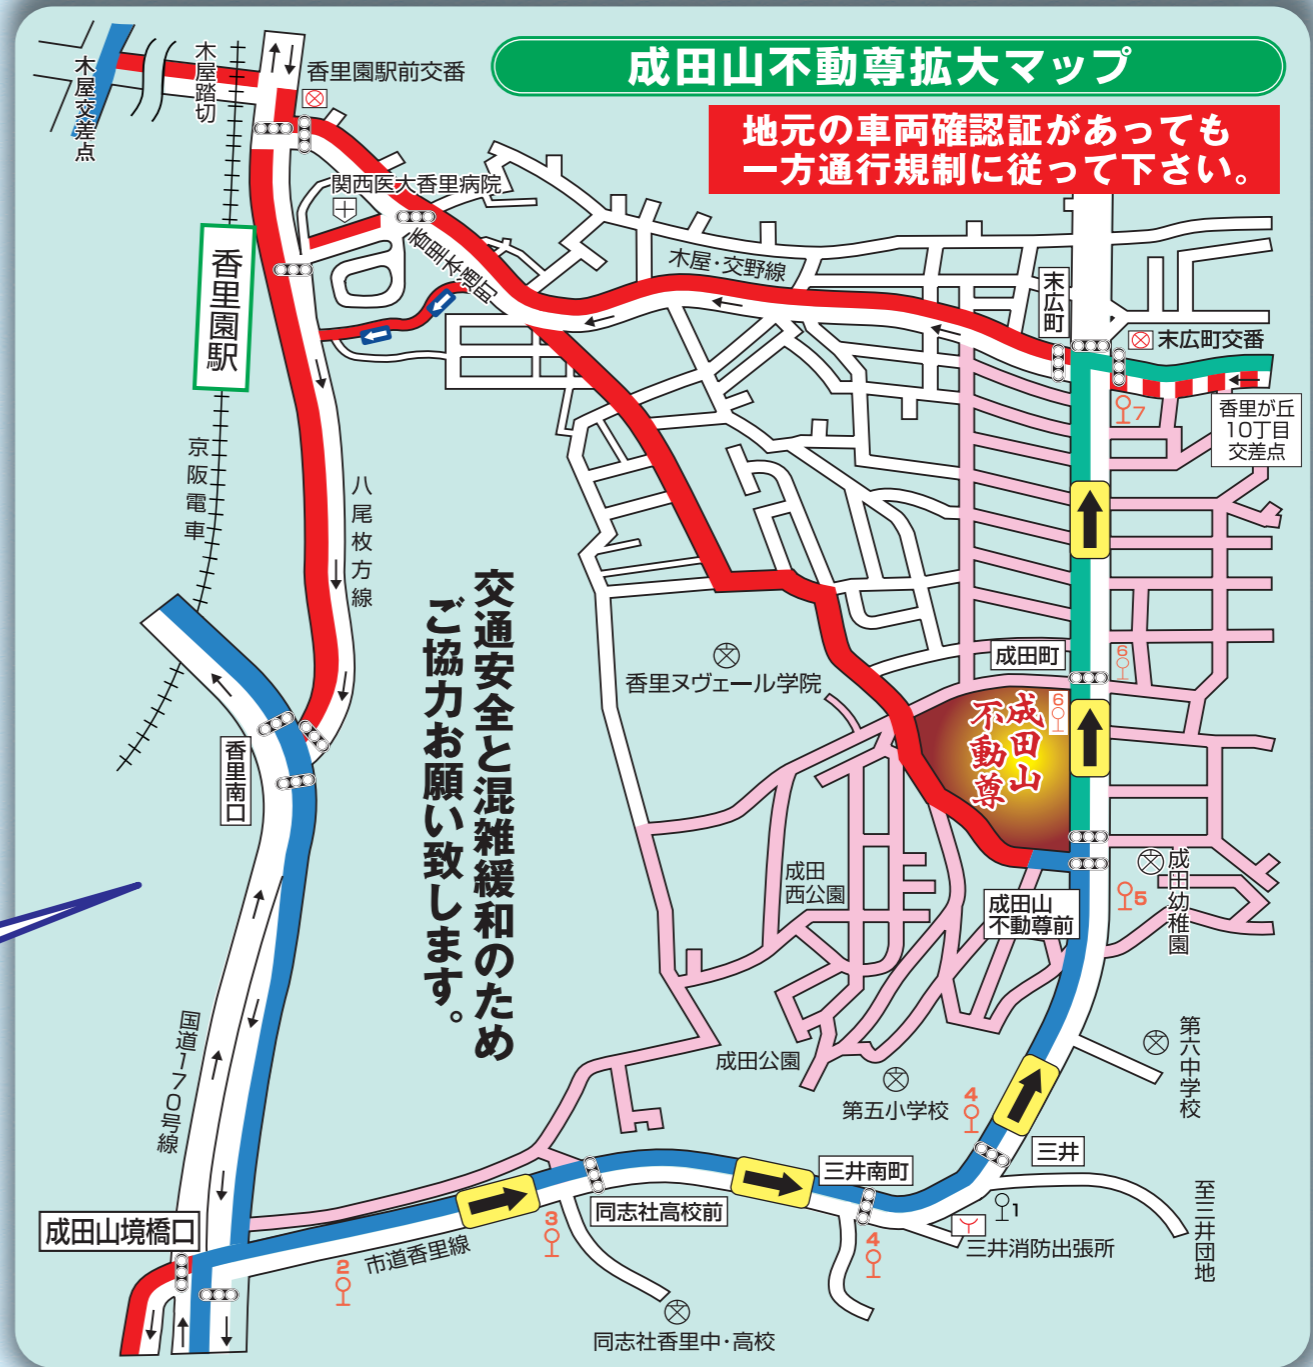 成田山不動尊拡大マップ
地元の車両確認証があっても
一方通行規制に従って下さい。
木屋交差点
木屋踏切
香里園駅前交番
関西医大香里病院
香里本通町
木屋・交野線
末広町
末広町交番
7
香里が丘
10丁目
交差点
香里園駅
京阪電車
八尾枚方線
交通安全と混雑緩和のため
ご協力お願い致します。
香里ヌヴェール学院
成田町
6
6
成田山
不動尊
香里南口
成田
西公園
成田山
不動尊前
5
成田幼稚園
国道170号線
成田公園
第五小学校
第六中学校
4
三井
三井南町
同志社高校前
1
三井消防出張所
至三井団地
成田山境橋口
市道香里線
2
3
4
同志社香里中・高校